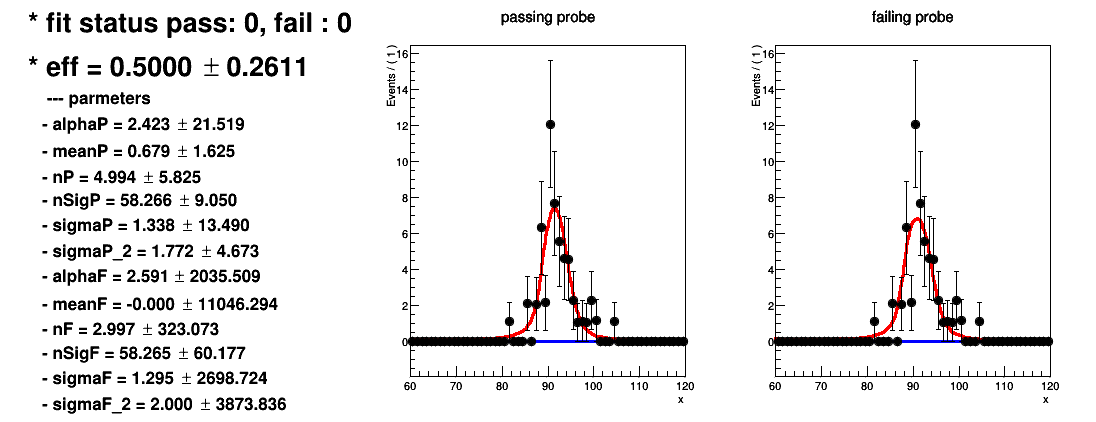 * fit status pass: 0, fail : 0
* eff = 0.5000 ± 0.2611
--- parmeters
- alphaP = 2.423 ± 21.519
- meanP = 0.679 ± 1.625
- nP = 4.994 ± 5.825
- nSigP = 58.266 ± 9.050
- sigmaP = 1.338 ± 13.490
- sigmaP_2 = 1.772 ± 4.673
- alphaF = 2.591 ± 2035.509
- meanF = -0.000 ± 11046.294
- nF = 2.997 ± 323.073
- nSigF = 58.265 ± 60.177
- sigmaF = 1.295 ± 2698.724
- sigmaF_2 = 2.000 ± 3873.836
passing probe
Events / ( 1 )
16
14
12
10
8
6
4
2
0
60 70 80 90 100 110 120
x
failing probe
Events / ( 1 )
16
14
12
10
8
6
4
2
0
60 70 80 90 100 110 120
x